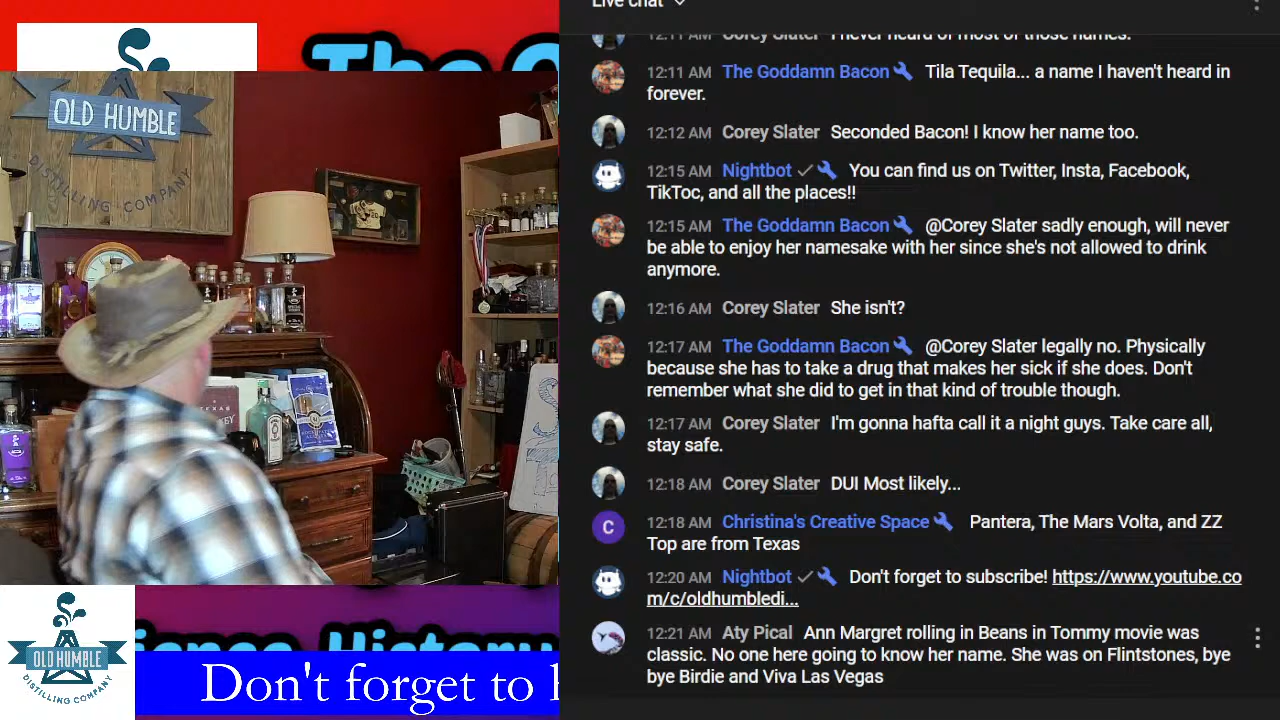 The
OLD HUMBLE
DISTILLING COMPANY
TEXAS
OLD HUMBLE
DISTILLING COMPANY
History
Don't forget to
Live chat
12:11 AM Corey Slater I never heard of most of those names.
12:11 AM The Goddamn Bacon Tila Tequila... a name I haven't heard in
forever.
12:12 AM Corey Slater Seconded Bacon! I know her name too.
12:15 AM Nightbot You can find us on Twitter, Insta, Facebook,
TikToc, and all the places!!
12:15 AM The Goddamn Bacon @Corey Slater sadly enough, will never
be able to enjoy her namesake with her since she's not allowed to drink
anymore.
12:16 AM Corey Slater She isn't?
12:17 AM The Goddamn Bacon @Corey Slater legally no. Physically
because she has to take a drug that makes her sick if she does. Don't
remember what she did to get in that kind of trouble though.
12:17 AM Corey Slater I'm gonna hafta call it a night guys. Take care all,
stay safe.
12:18 AM Corey Slater DUI Most likely...
C
12:18 AM Christina's Creative Space Pantera, The Mars Volta, and ZZ
Top are from Texas
12:20 AM Nightbot Don't forget to subscribe! https://www.youtube.co
m/c/oldhumbledi...
12:21 AM Aty Pical Ann Margret rolling in Beans in Tommy movie was
classic. No one here going to know her name. She was on Flintstones, bye
bye Birdie and Viva Las Vegas